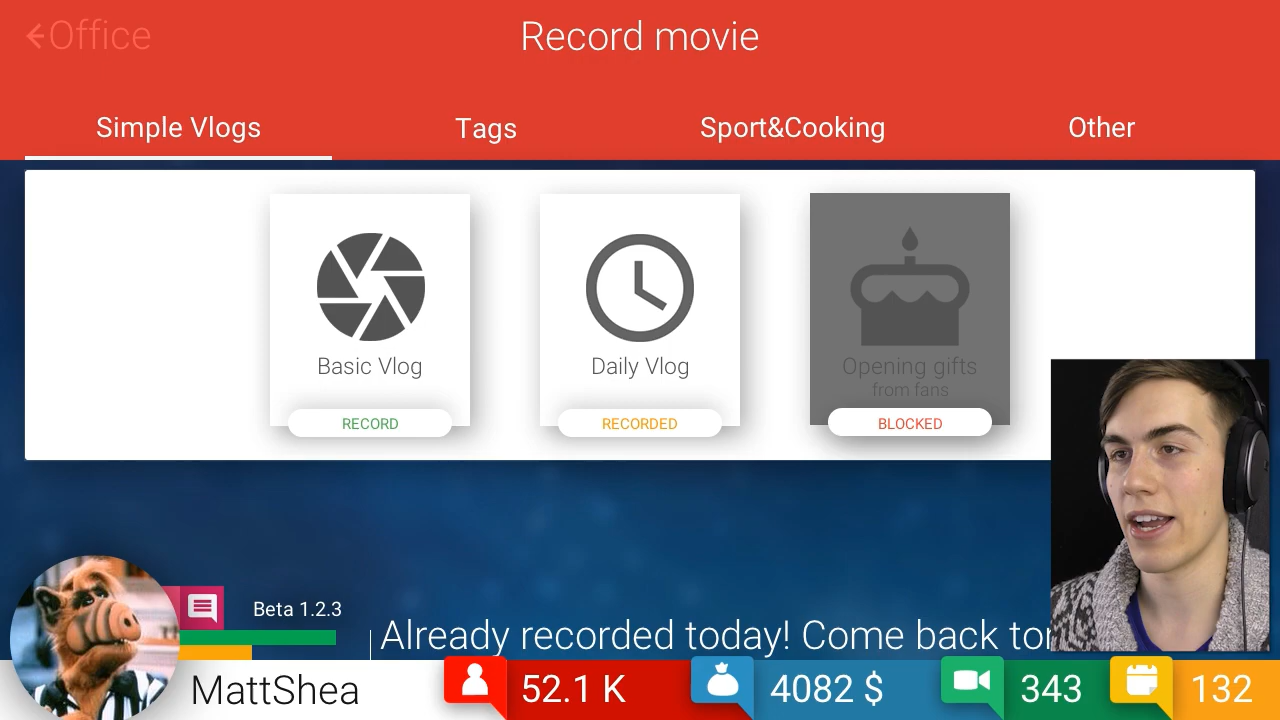 Office
Record movie
Simple Vlogs
Tags
Sport&Cooking
Other
Basic Vlog
RECORD
Daily Vlog
RECORDED
Opening gifts
from fans
BLOCKED
Beta 1.2.3
Already recorded today! Come back
MattShea
52.1 K
4082 $
343
132